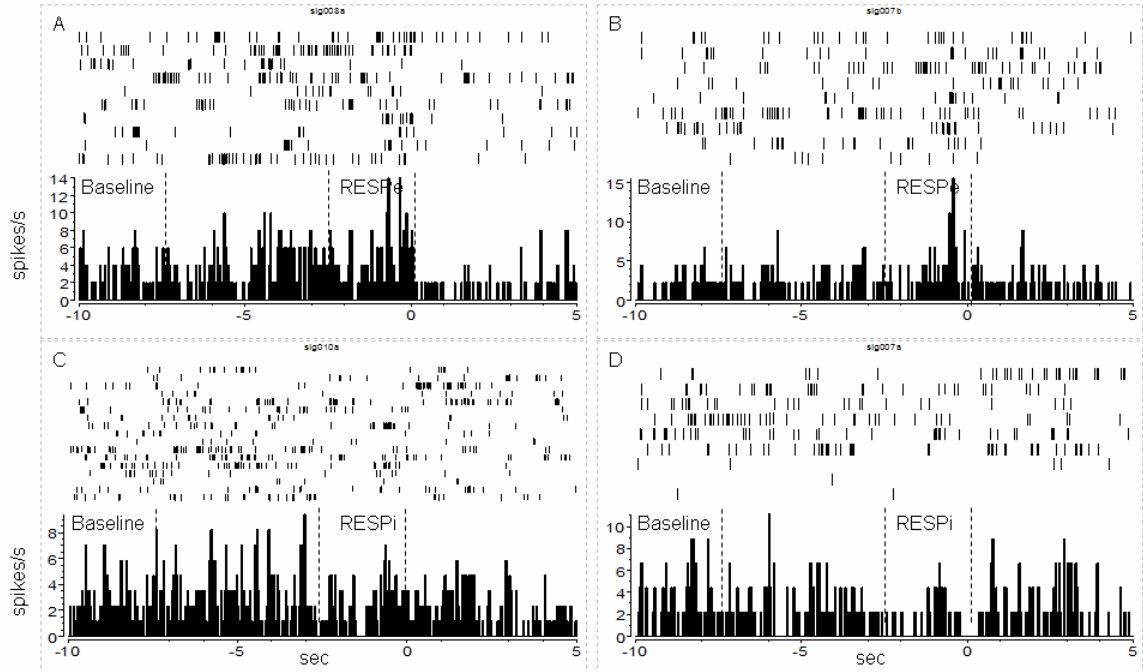 A
sig008a
Baseline
RESPe
spikes/s
14
12
10
8
6
4
2
0
-10
-5
0
5
B
sig007b
Baseline
RESPe
15
10
5
0
-10
-5
0
5
C
sig010a
Baseline
RESPi
spikes/s
8
6
4
2
0
-10
-5
0
5
sec
D
sig007a
Baseline
RESPi
10
8
6
4
2
0
-10
-5
0
5
sec